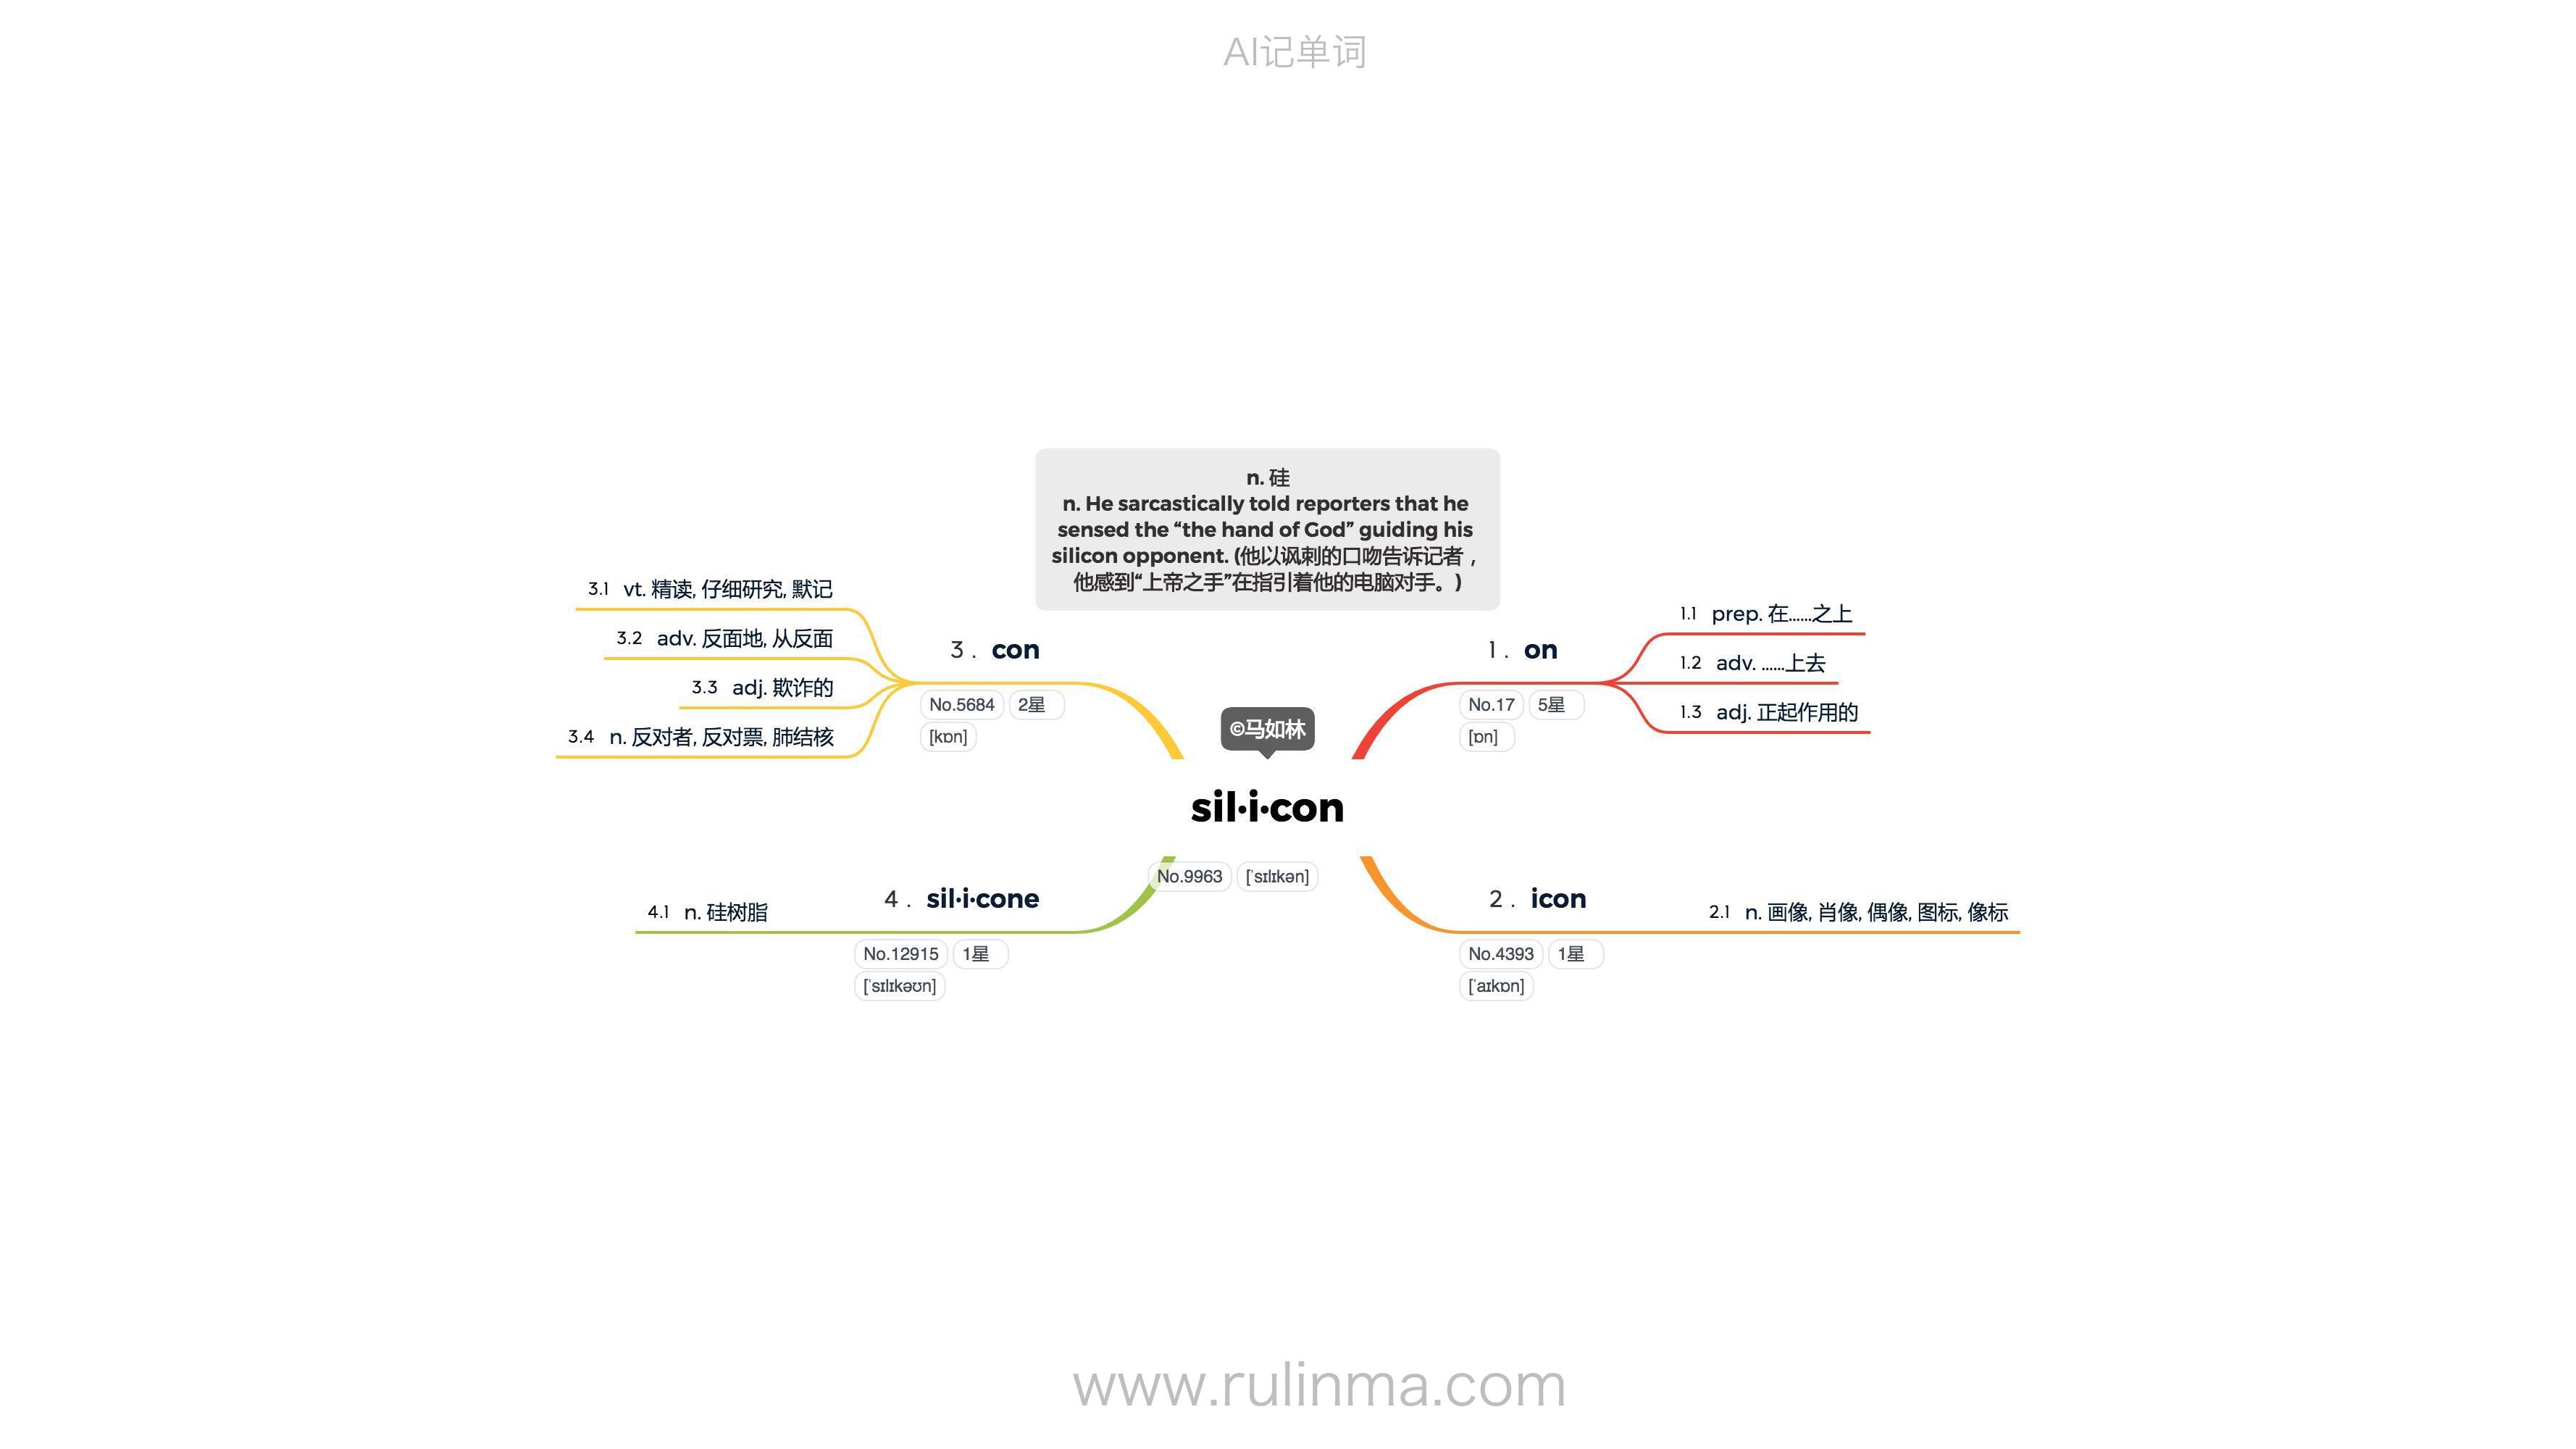 AI记单词
n. 硅
n. He sarcastically told reporters that he
sensed the “the hand of God” guiding his
silicon opponent. (他以讽刺的口吻告诉记者，
他感到“上帝之手”在指引着他的电脑对手。)
©马如林
sil·i·con
No.9963 [ˈsɪlɪkən]
1 . on
No.17 5星
[ɒn]
1.1 prep. 在......之上
1.2 adv. ......上去
1.3 adj. 正起作用的
2 . icon
No.4393 1星
[ˈaɪkɒn]
2.1 n. 画像, 肖像, 偶像, 图标, 像标
3 . con
No.5684 2星
[kɒn]
3.1 vt. 精读, 仔细研究, 默记
3.2 adv. 反面地, 从反面
3.3 adj. 欺诈的
3.4 n. 反对者, 反对票, 肺结核
4 . sil·i·cone
No.12915 1星
[ˈsɪlɪkəʊn]
4.1 n. 硅树脂
www.rulinma.com